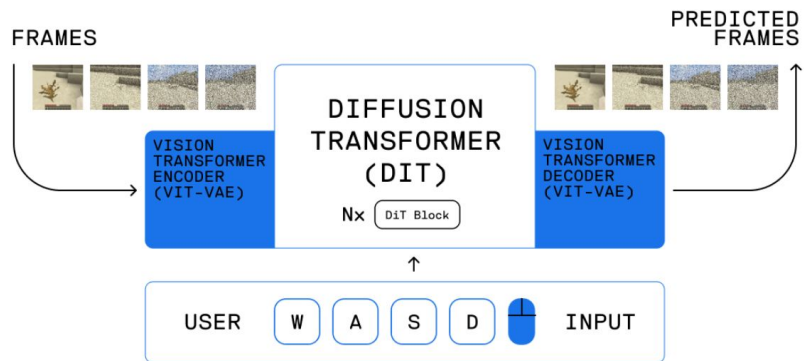 FRAMES
PREDICTED
FRAMES
VISION
TRANSFORMER
ENCODER
(VIT-VAE)
DIFFUSION
TRANSFORMER
(DIT)
N× DiT Block
VISION
TRANSFORMER
DECODER
(VIT-VAE)
USER W A S D INPUT